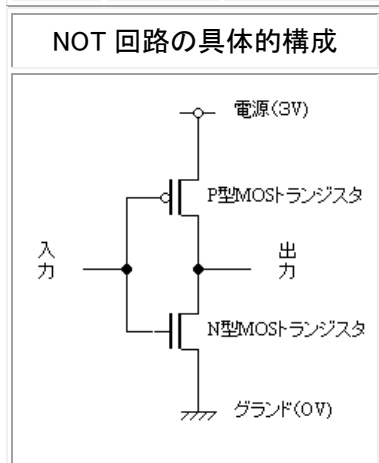 NOT 回路の具体的構成
電源(3V)
P型MOSトランジスタ
入力
出力
N型MOSトランジスタ
グランド(0V)